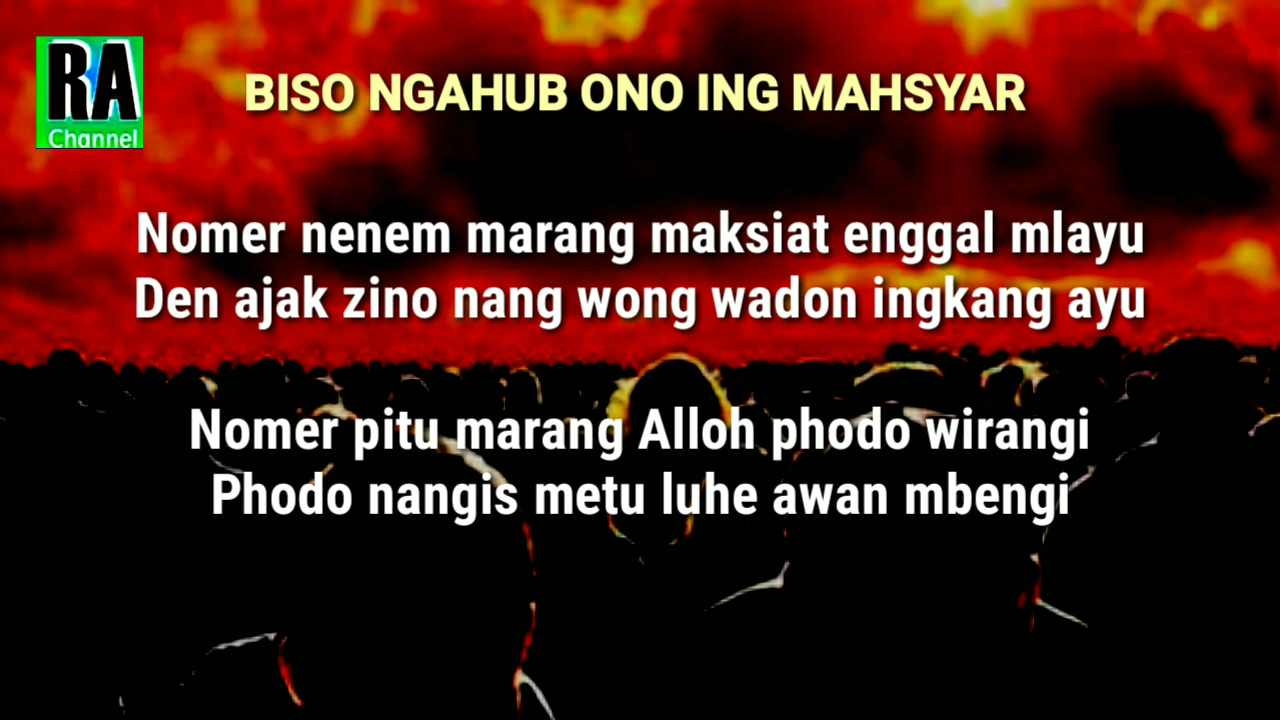 RA
Channel
BISO NGAHUB ONO ING MAHSYAR
Nomer nenem marang maksiat enggal mlayu
Den ajak zino nang wong wadon ingkang ayu
Nomer pitu marang Alloh phodo wirangi
Phodo nangis metu luhe awan mbengi